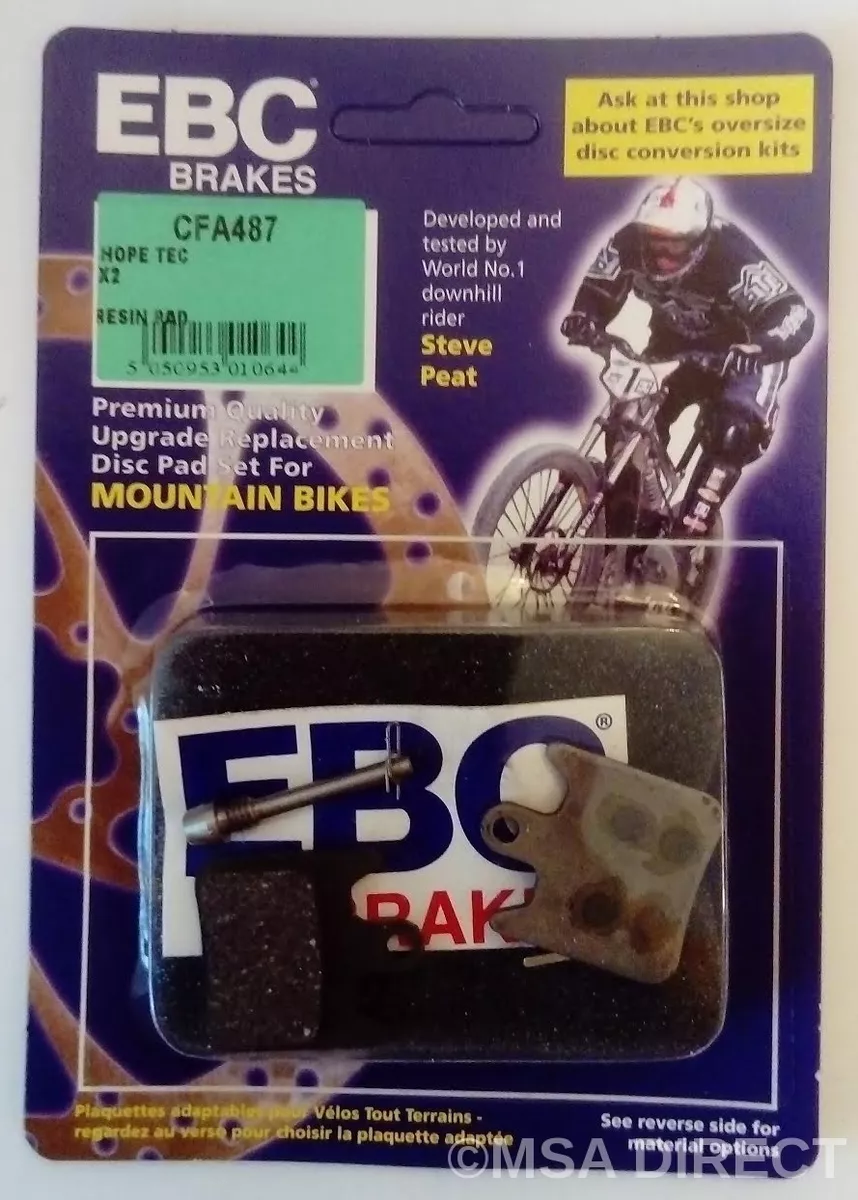 EBC
BRAKES
Ask at this shop
about EBC's oversize
disc conversion kits
CFA487
HOPE TEC
X2
RESIN PAD
5 050953 01064
Developed and
tested by
World No.1
downhill
rider
Steve
Peat
1
Premium Quality
Upgrade Replacement
Disc Pad Set For
MOUNTAIN BIKES
EBC®
RAK
Plaquettes adaptables pour Vélos Tout Terrains -
regardez au verso pour choisir la plaquette adaptée
See reverse side for
material options
©MSA DIRECT